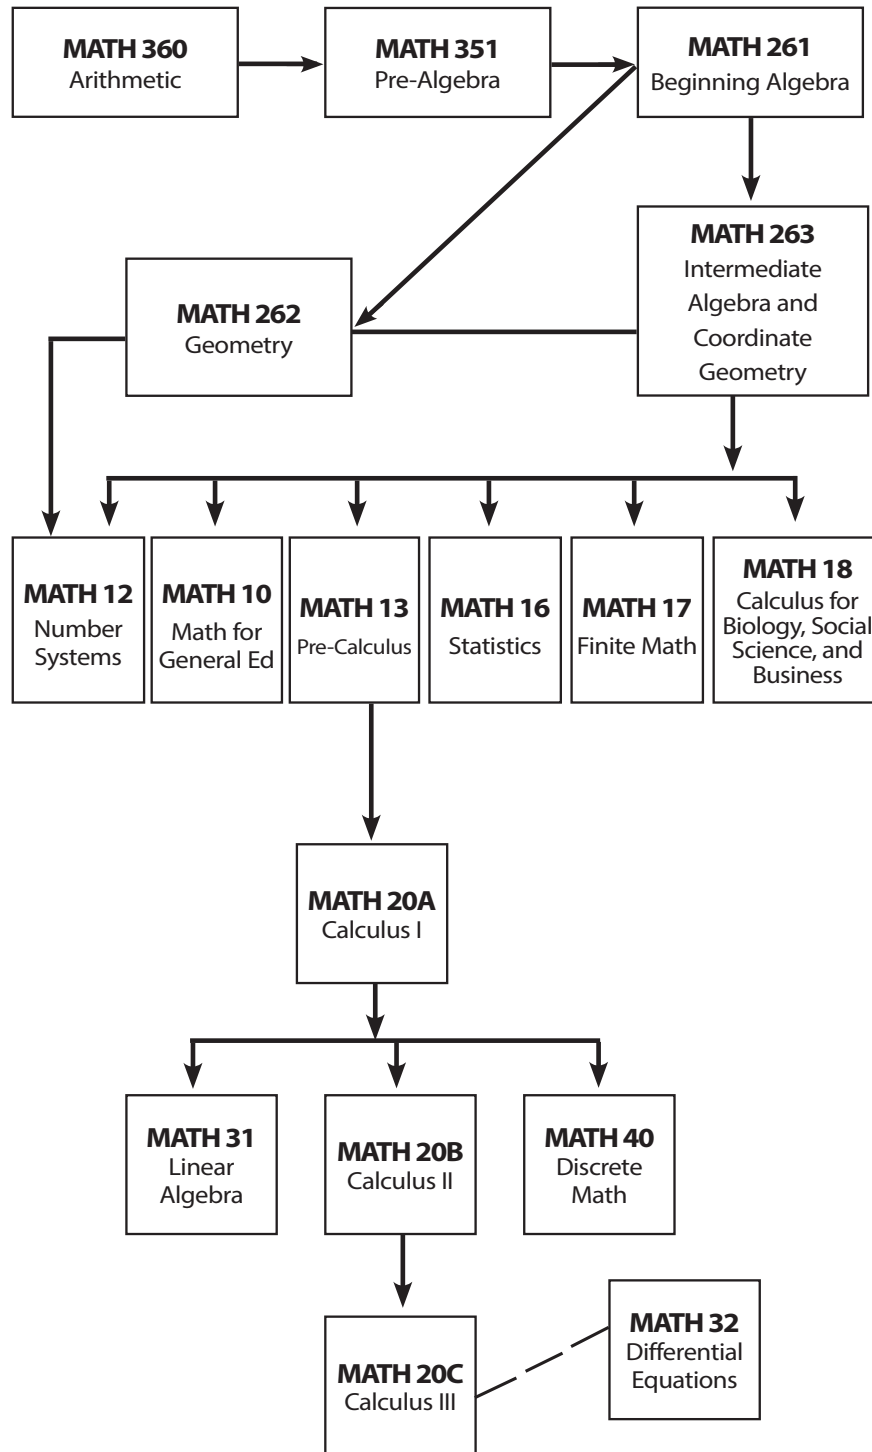 MATH 360
Arithmetic
MATH 351
Pre-Algebra
MATH 261
Beginning Algebra
MATH 262
Geometry
MATH 263
Intermediate
Algebra and
Coordinate
Geometry
MATH 12
Number
Systems
MATH 10
Math for
General Ed
MATH 13
Pre-Calculus
MATH 16
Statistics
MATH 17
Finite Math
MATH 18
Calculus for
Biology, Social
Science, and
Business
MATH 20A
Calculus I
MATH 31
Linear
Algebra
MATH 20B
Calculus II
MATH 40
Discrete
Math
MATH 20C
Calculus III
MATH 32
Differential
Equations